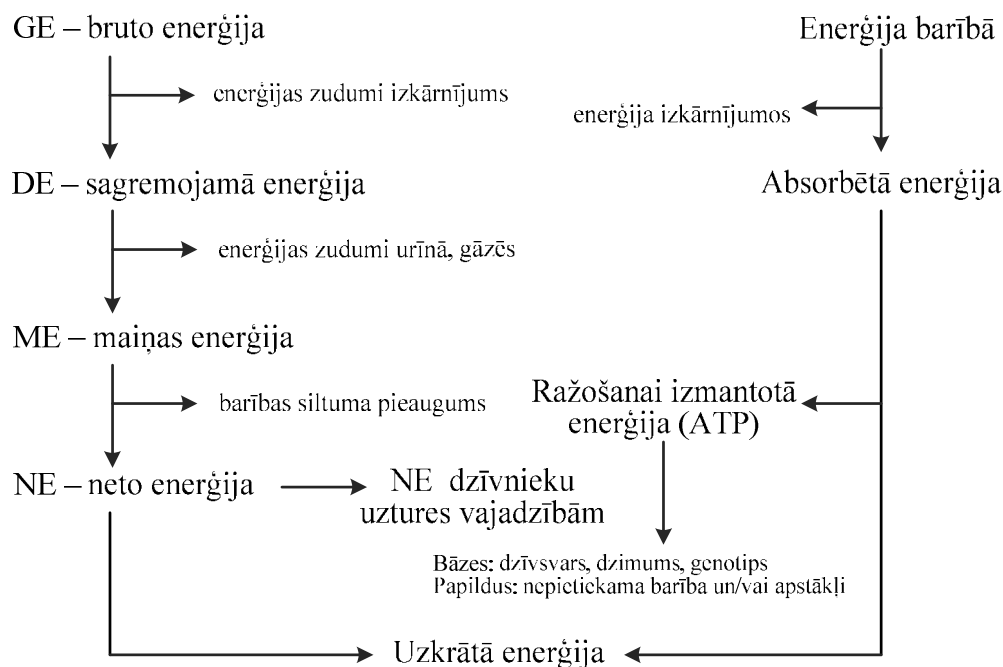 GE – bruto enerģija
enerģijas zudumi izkārnījums
DE – sagremojamā enerģija
enerģijas zudumi urīnā, gāzēs
ME – maiņas enerģija
barības siltuma pieaugums
NE – neto enerģija
NE dzīvnieku
uztures vajadzībām
Enerģija barībā
enerģija izkārnījumos
Absorbētā enerģija
Ražošanai izmantotā
enerģija (ATP)
Bāzes: dzīvsvars, dzimums, genotips
Papildus: nepietiekama barība un/vai apstākļi
Uzkrātā enerģija